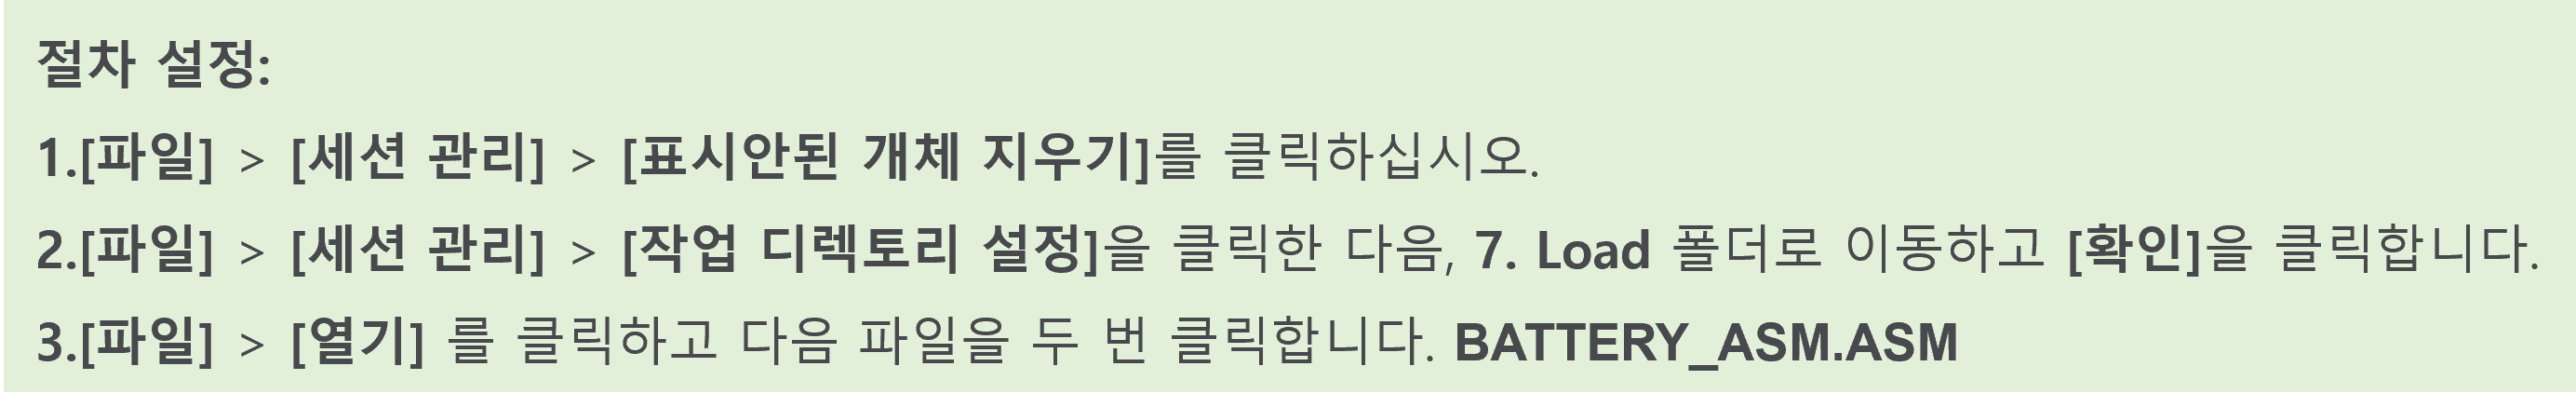 절차 설정:
1.[파일] > [세션 관리] > [표시안된 개체 지우기]를 클릭하십시오.
2.[파일] > [세션 관리] > [작업 디렉토리 설정]을 클릭한 다음, 7. Load 폴더로 이동하고 [확인]을 클릭합니다.
3.[파일] > [열기] 를 클릭하고 다음 파일을 두 번 클릭합니다. BATTERY_ASM.ASM